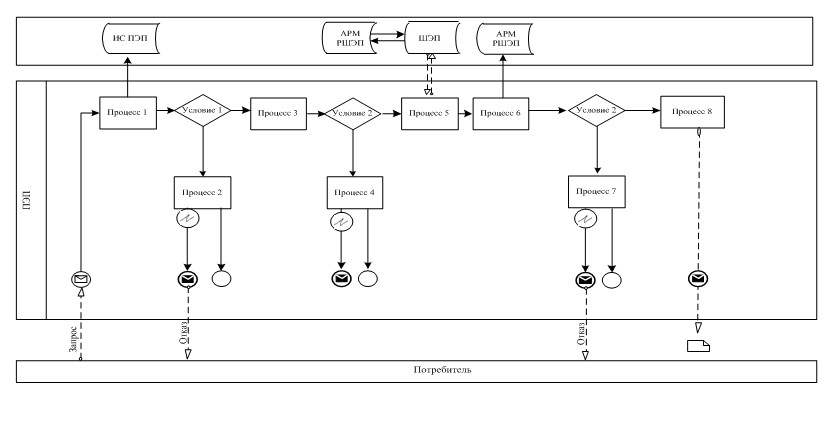 ИС ПЭП
АРМ
РШЭП
ШЭП
АРМ
РШЭП
ЦСП
Процесс 1
Условие 1
Процесс 3
Условие 2
Процесс 5
Процесс 6
Условие 2
Процесс 8
Процесс 2
Процесс 4
Процесс 7
Запрос
Отказ
Отказ
Потребитель